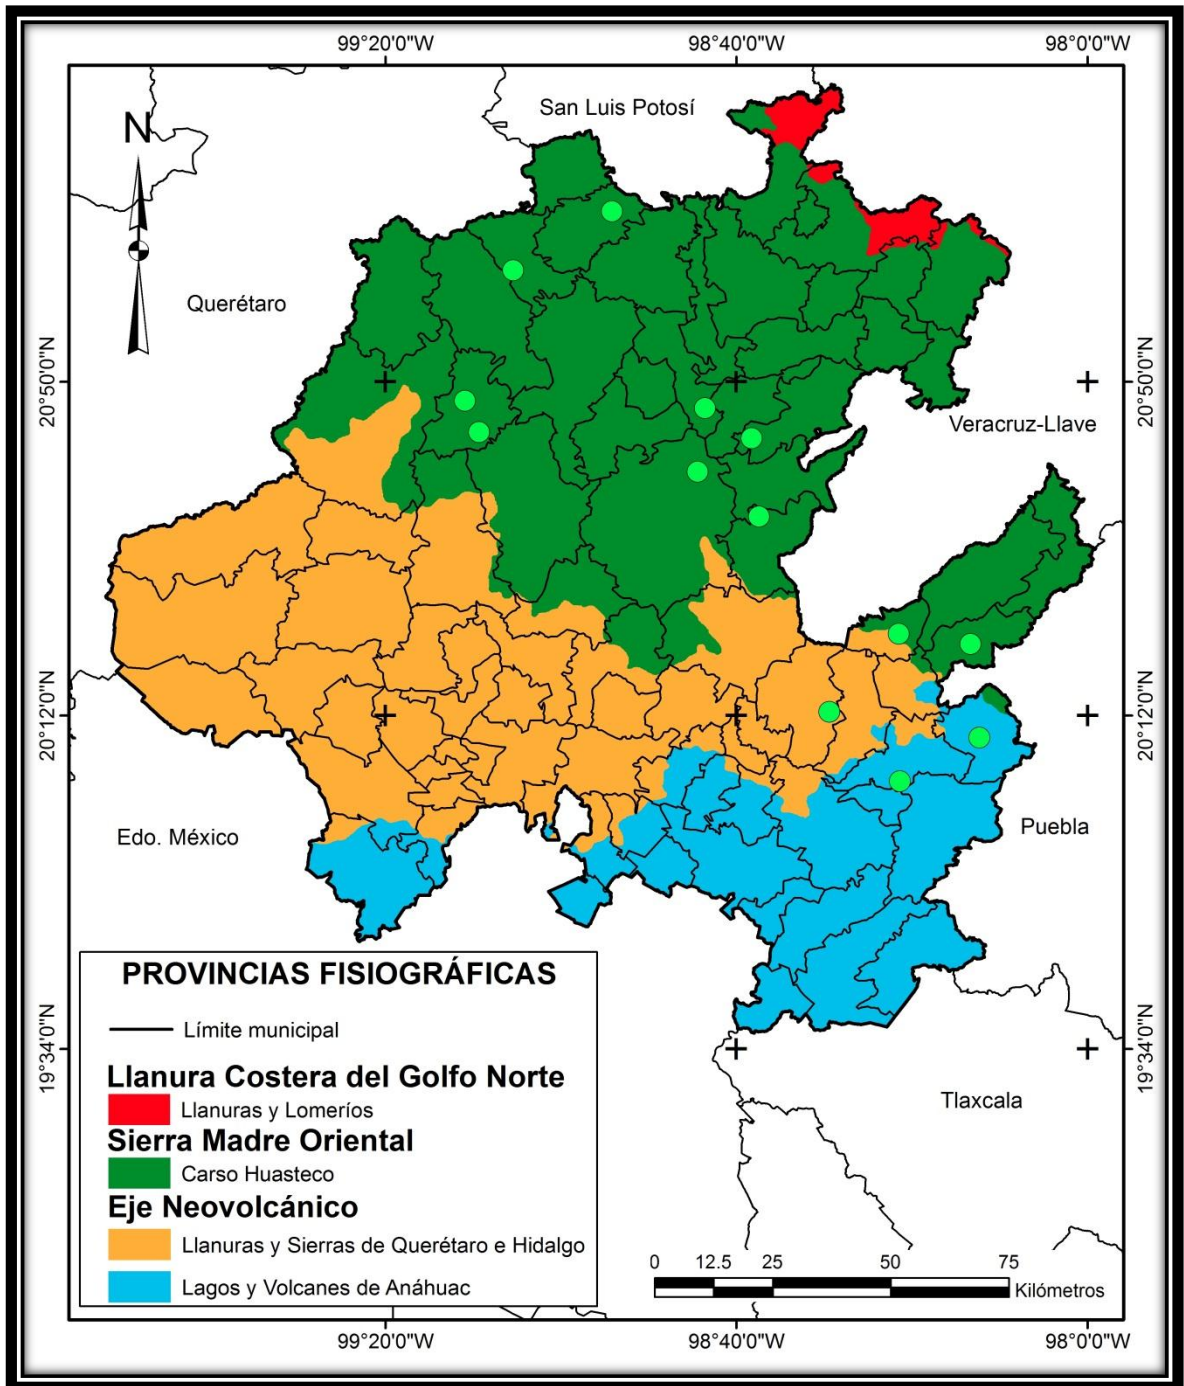 99°20'0"W 98°40'0"W 98°0'0"W
San Luis Potosí
N
Querétaro
20°50'0"N 20°50'0"N
Veracruz-Llave
20°12'0"N 20°12'0"N
Edo. México
Puebla
PROVINCIAS FISIOGRÁFICAS
Límite municipal
19°34'0"N 19°34'0"N
Llanura Costera del Golfo Norte
Llanuras y Lomeríos
Tlaxcala
Sierra Madre Oriental
Carso Huasteco
Eje Neovolcánico
Llanuras y Sierras de Querétaro e Hidalgo
Lagos y Volcanes de Anáhuac
0 12.5 25 50 75
Kilómetros
99°20'0"W 98°40'0"W 98°0'0"W